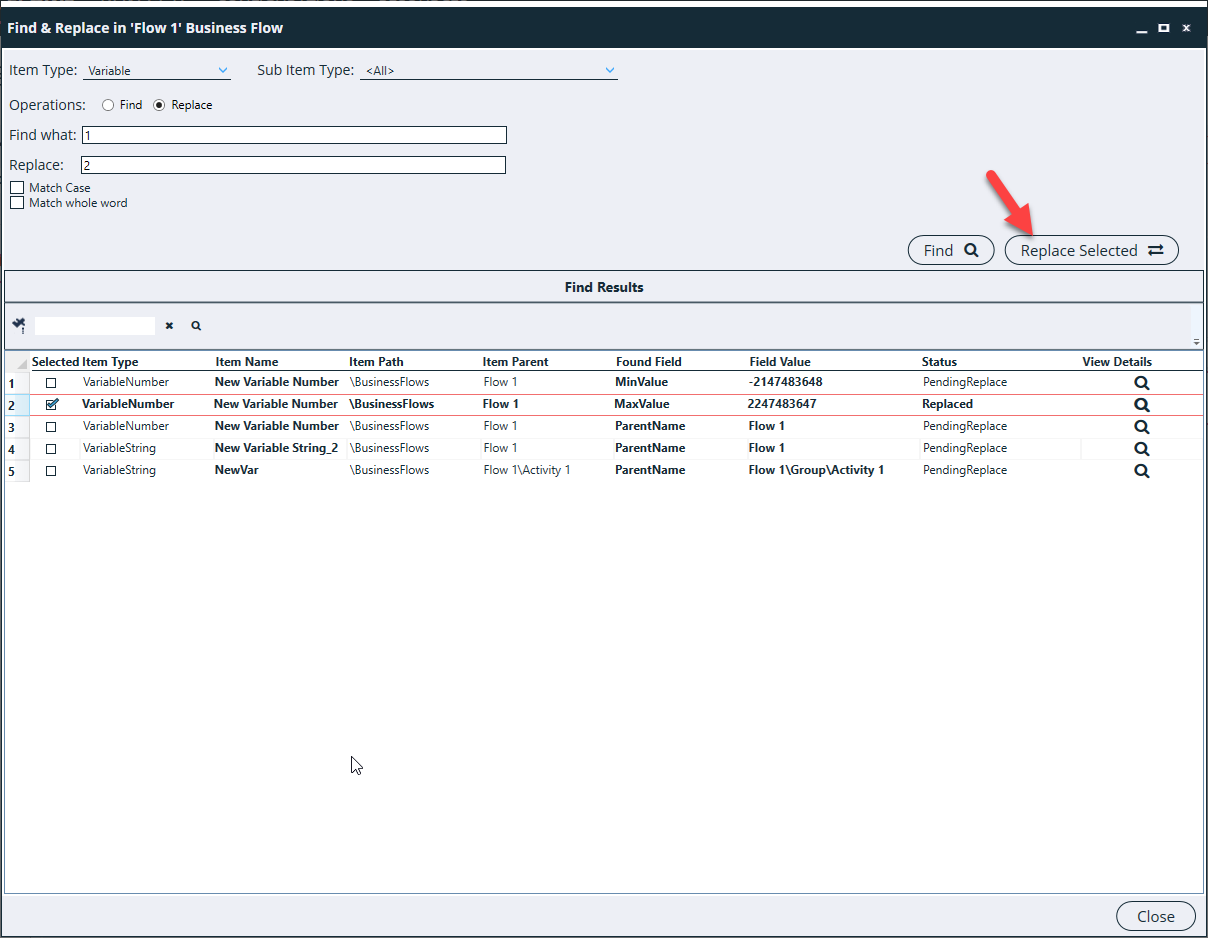 Find & Replace in 'Flow 1' Business Flow
Item Type: Variable Sub Item Type: <All>
Operations: Find Replace
Find what: 1
Replace: 2
Match Case
Match whole word
Find Replace Selected
Find Results
Selected Item Type Item Name Item Path Item Parent Found Field Field Value Status View Details
1 VariableNumber New Variable Number \BusinessFlows Flow 1 MinValue -2147483648 PendingReplace
2 VariableNumber New Variable Number \BusinessFlows Flow 1 MaxValue 2247483647 Replaced
3 VariableNumber New Variable Number \BusinessFlows Flow 1 ParentName Flow 1 PendingReplace
4 VariableString New Variable String_2 \BusinessFlows Flow 1 ParentName Flow 1 PendingReplace
5 VariableString NewVar \BusinessFlows Flow 1\Activity 1 ParentName Flow 1\Group\Activity 1 PendingReplace
Close